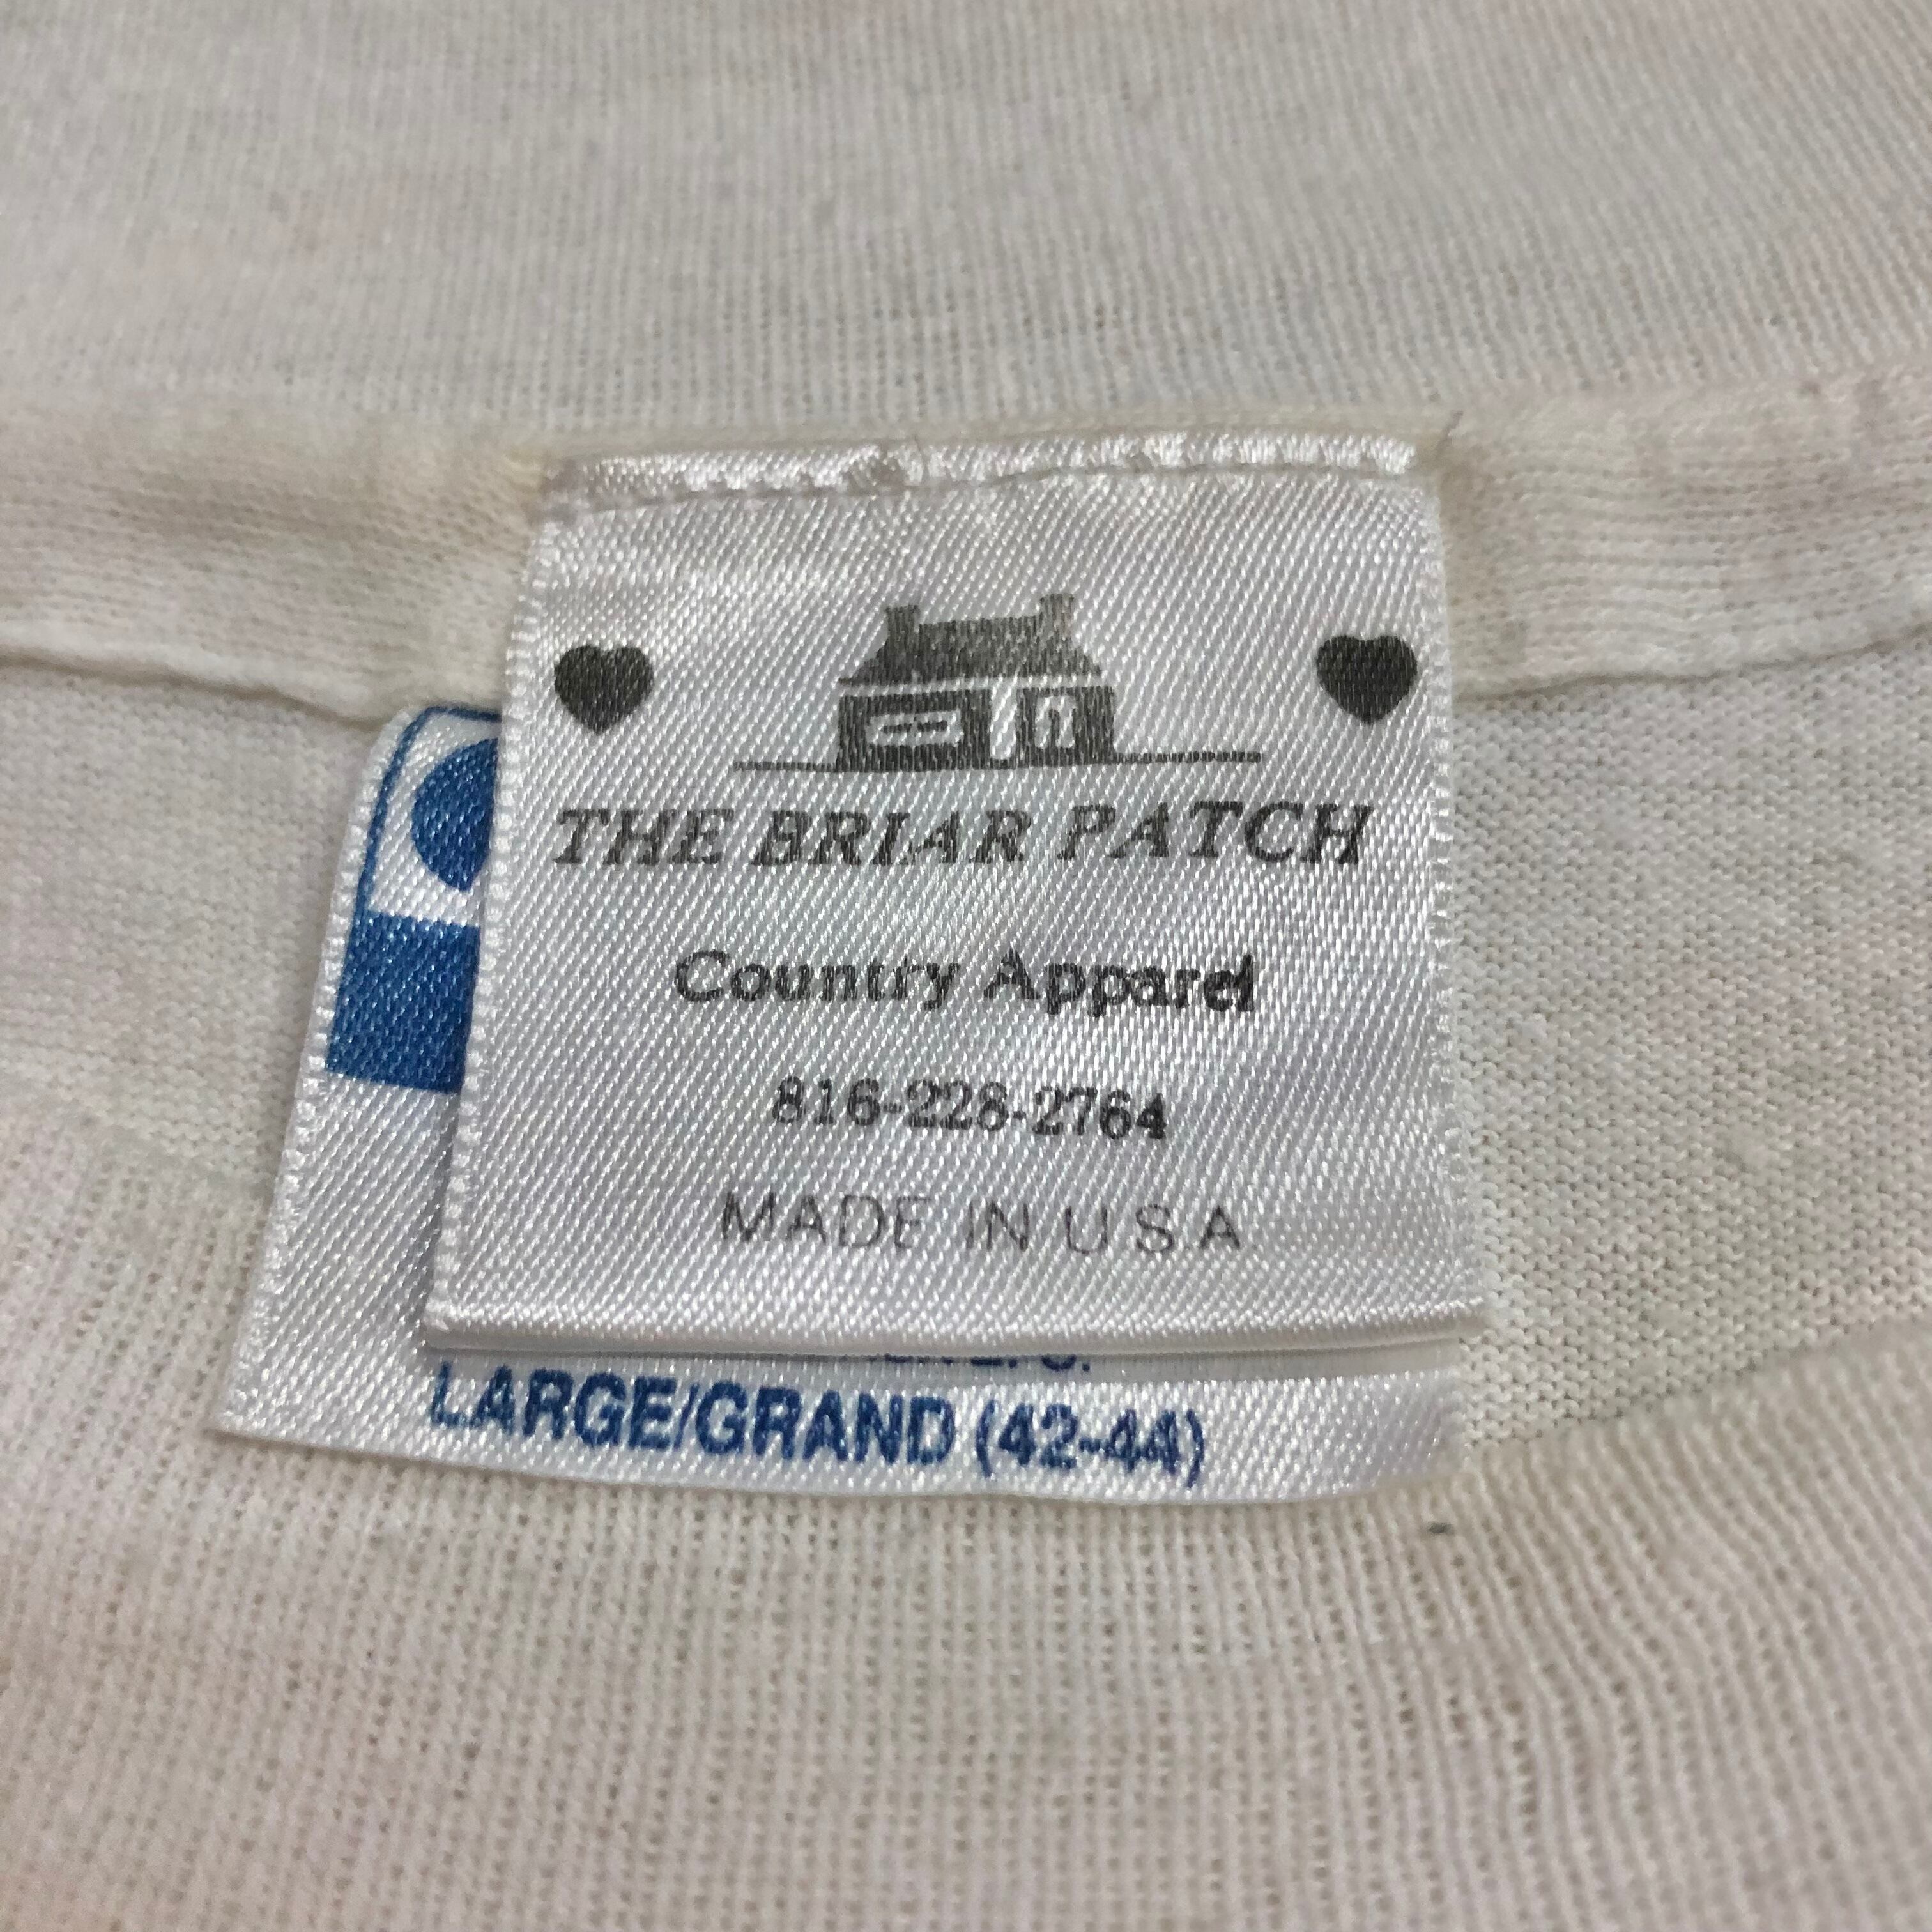 THE BRIAR PATCH
Country Apparel
816-228-2764
MADE IN U S A
LARGE/GRAND (42-44)